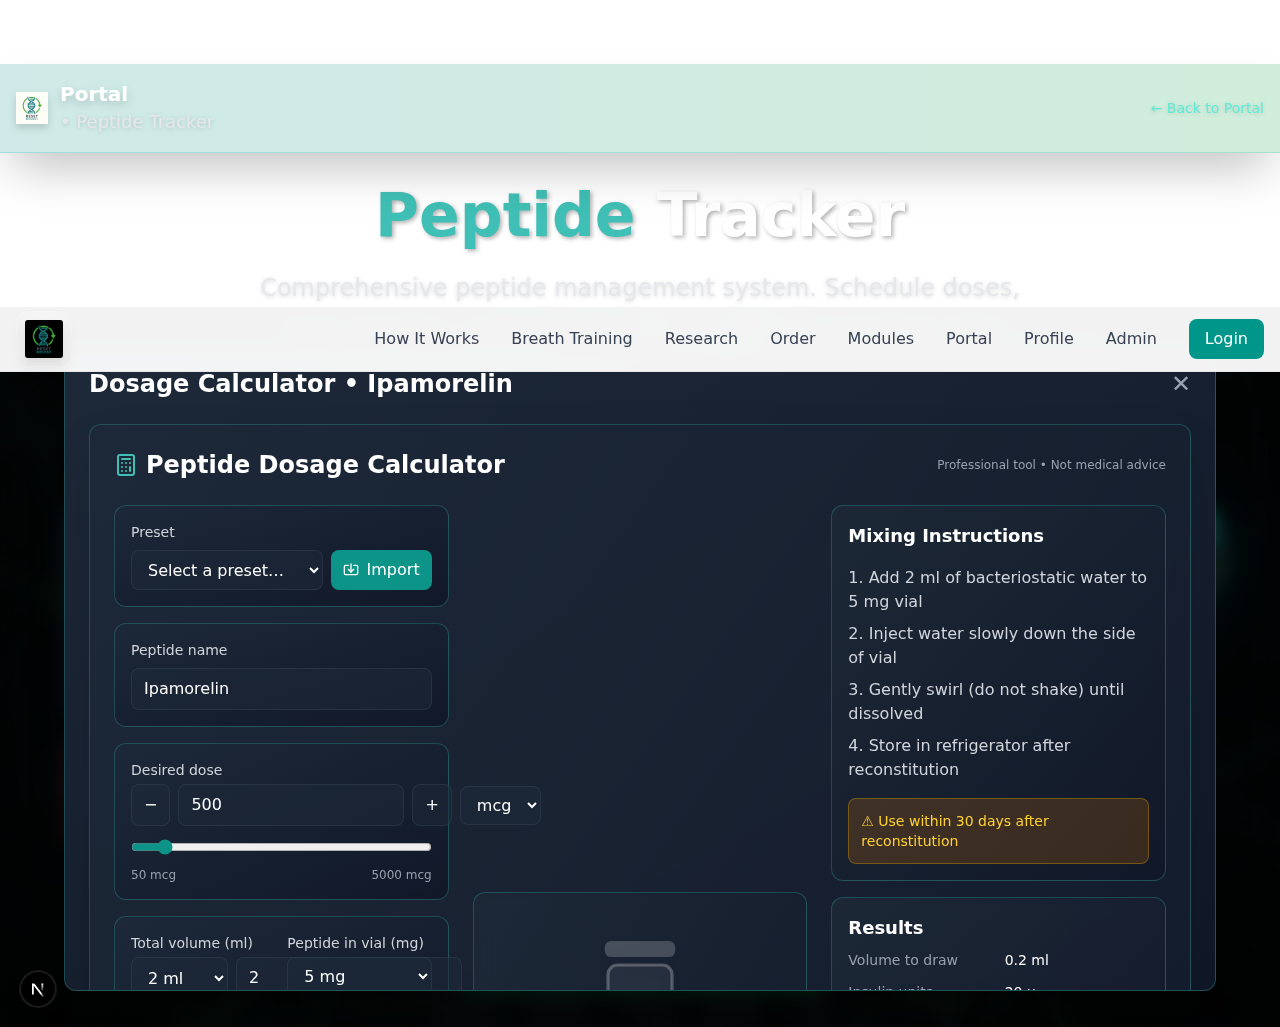 Portal
• Peptide Tracker
← Back to Portal
Peptide Tracker
Comprehensive peptide management system. Schedule doses,
How It Works
Breath Training
Research
Order
Modules
Portal
Profile
Admin
Login
Dosage Calculator • Ipamorelin
✕
Peptide Dosage Calculator
Professional tool • Not medical advice
Preset
Select a preset...
Import
Peptide name
Ipamorelin
Desired dose
−
500
+
mcg
50 mcg
5000 mcg
Total volume (ml)
2 ml
2
Peptide in vial (mg)
5 mg
Mixing Instructions
1. Add 2 ml of bacteriostatic water to
5 mg vial
2. Inject water slowly down the side
of vial
3. Gently swirl (do not shake) until
dissolved
4. Store in refrigerator after
reconstitution
⚠ Use within 30 days after
reconstitution
Results
Volume to draw
0.2 ml
Insulin units
20 u
N